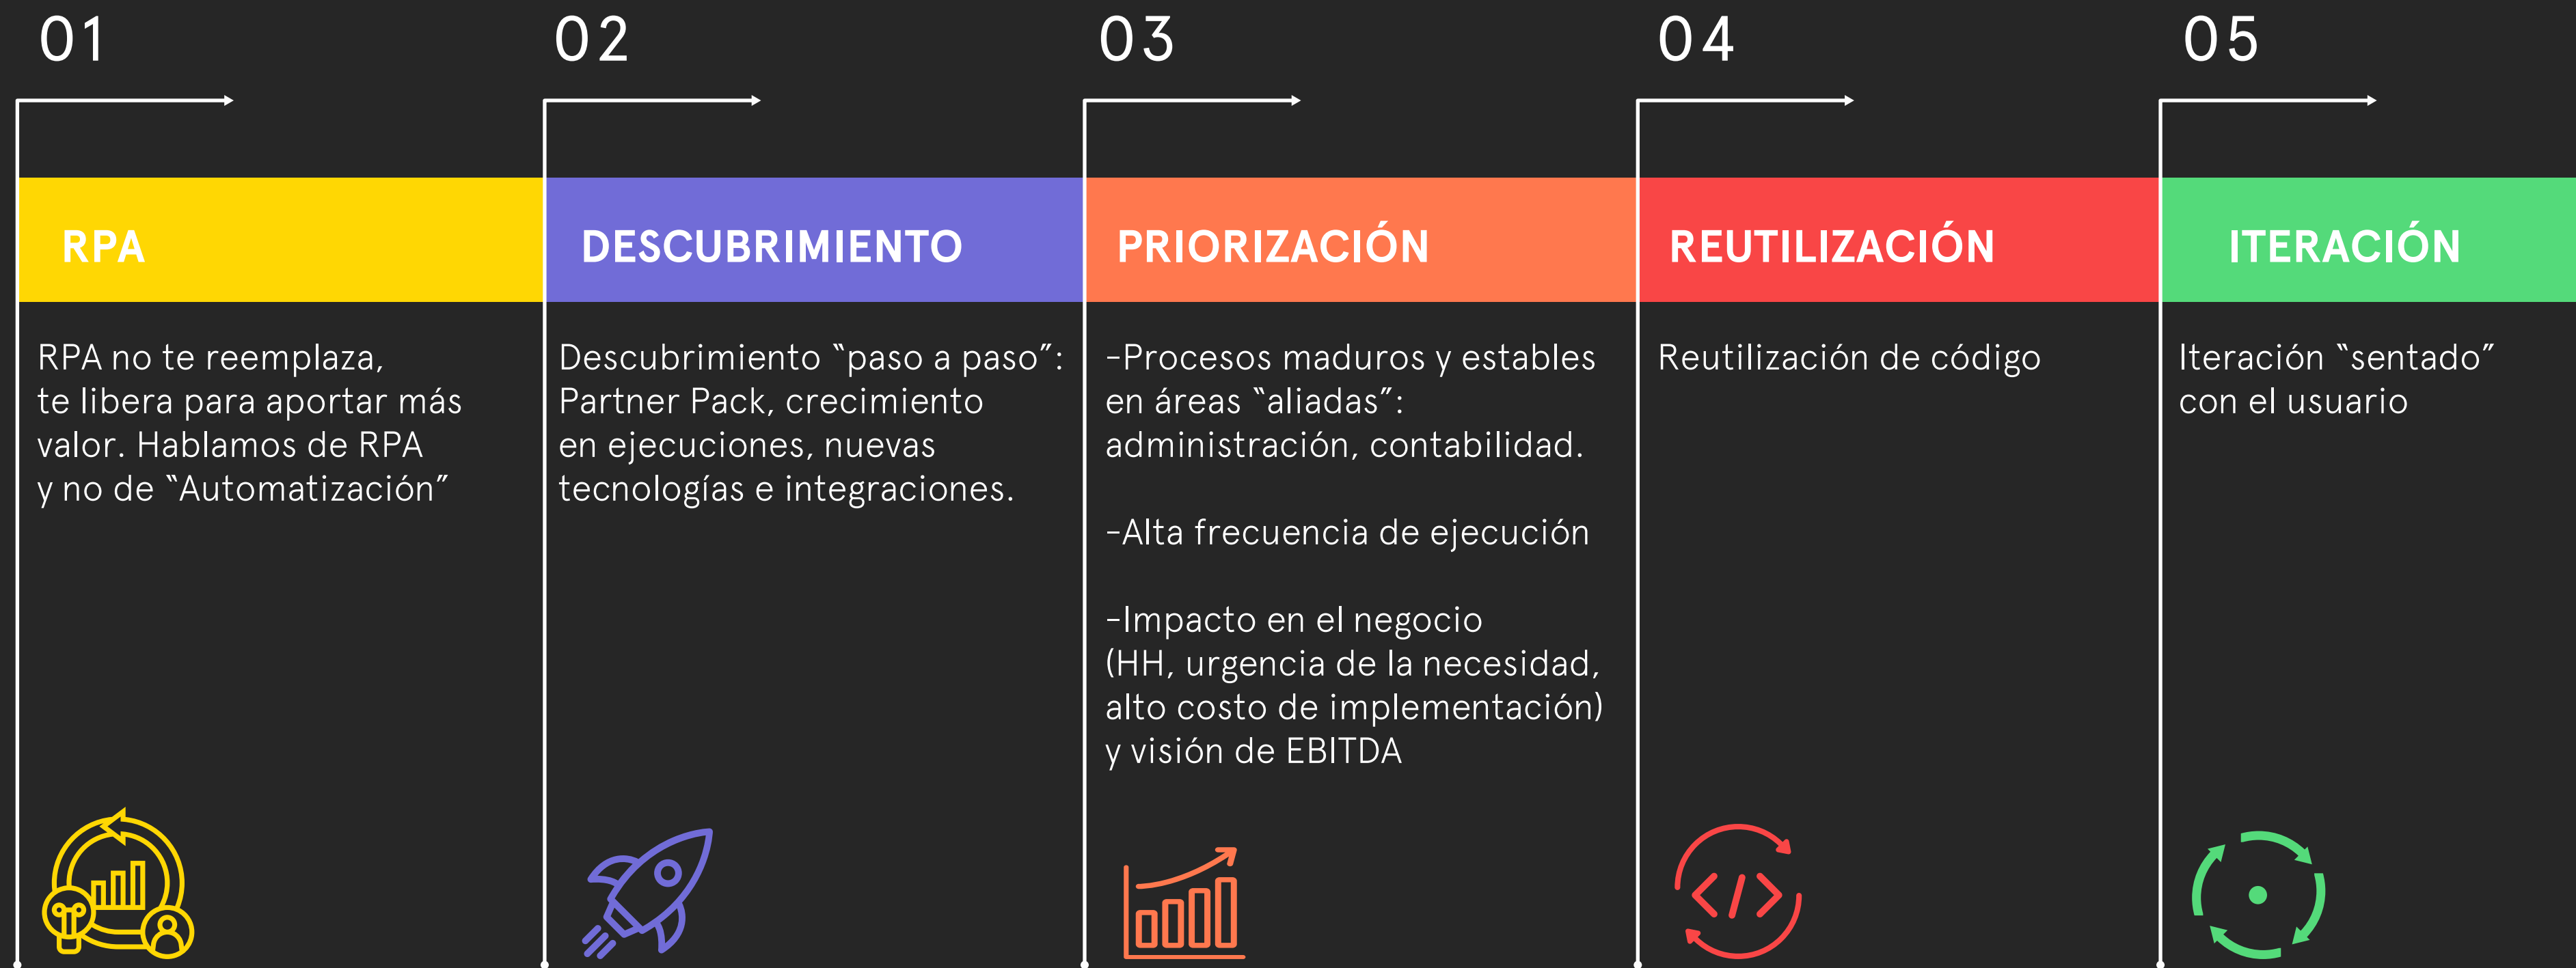 01
RPA
RPA no te reemplaza,
te libera para aportar más
valor. Hablamos de RPA
y no de “Automatización”
02
DESCUBRIMIENTO
Descubrimiento “paso a paso”:
Partner Pack, crecimiento
en ejecuciones, nuevas
tecnologías e integraciones.
03
PRIORIZACIÓN
-Procesos maduros y estables
en áreas “aliadas”:
administración, contabilidad.
-Alta frecuencia de ejecución
-Impacto en el negocio
(HH, urgencia de la necesidad,
alto costo de implementación)
y visión de EBITDA
04
REUTILIZACIÓN
Reutilización de código
</>
05
ITERACIÓN
Iteración “sentado”
con el usuario